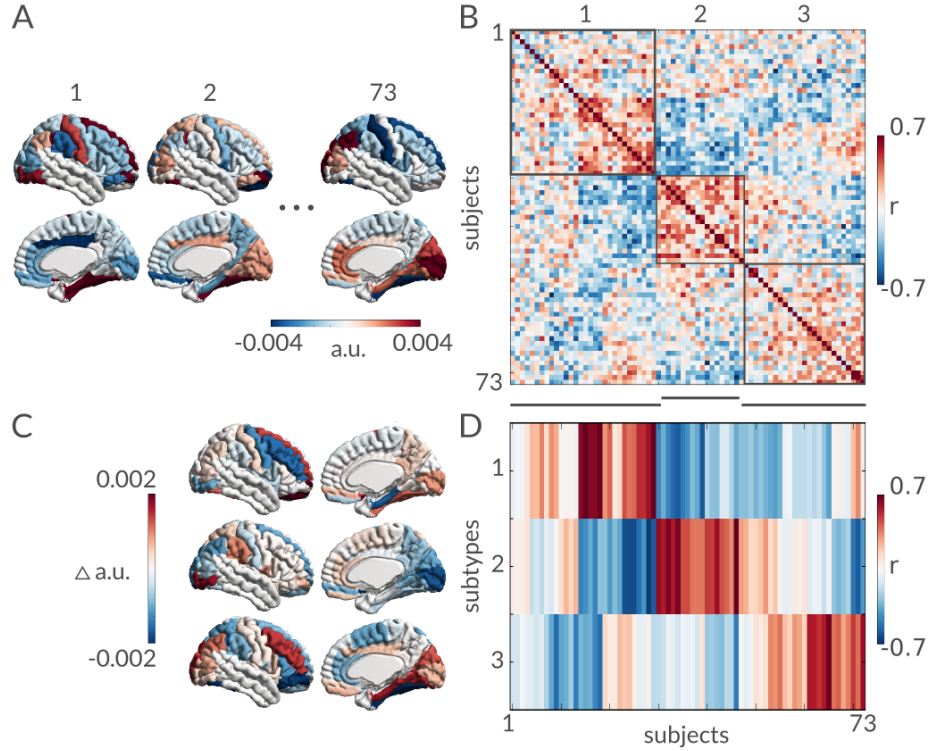 A
1
2
73
...
-0.004
a.u.
0.004
B
1
2
3
1
subjects
73
0.7
r
-0.7
C
0.002
△ a.u.
-0.002
D
1
2
3
subtypes
1
subjects
73
0.7
r
-0.7